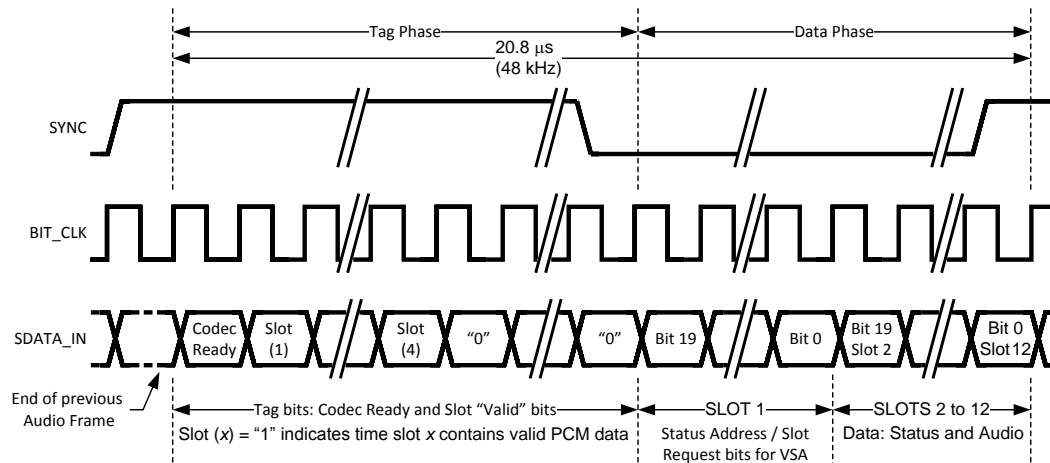 Tag Phase
Data Phase
20.8 μs
(48 kHz)
SYNC
BIT_CLK
SDATA_IN
Codec
Ready
Slot
(1)
Slot
(4)
“0”
“0”
Bit 19
Bit 0
Bit 19
Slot 2
Bit 0
Slot 12
End of previous
Audio Frame
Tag bits: Codec Ready and Slot “Valid” bits
SLOT 1
SLOTS 2 to 12
Slot (x) = “1” indicates time slot x contains valid PCM data
Status Address / Slot
Request bits for VSA
Data: Status and Audio